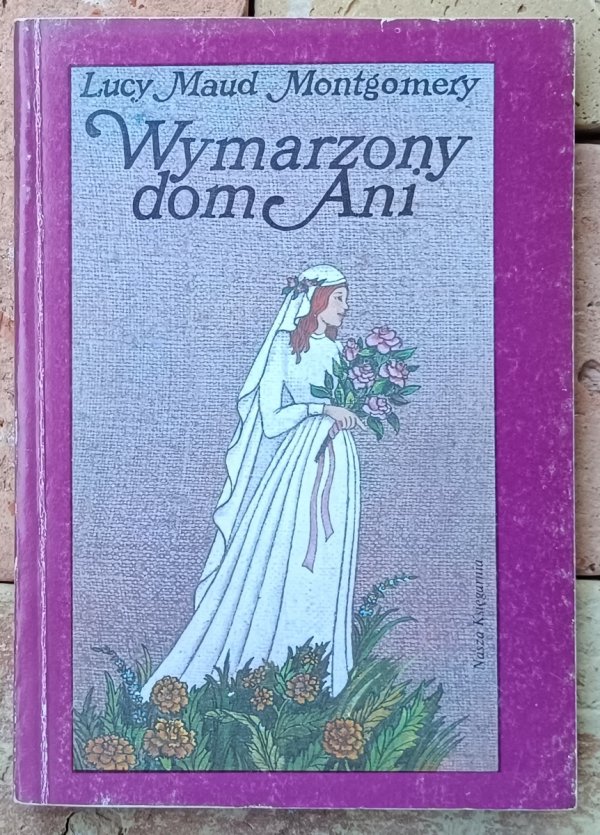 Lucy Maud Montgomery
Wymarzony
dom Ani
Nasza Księgarnia